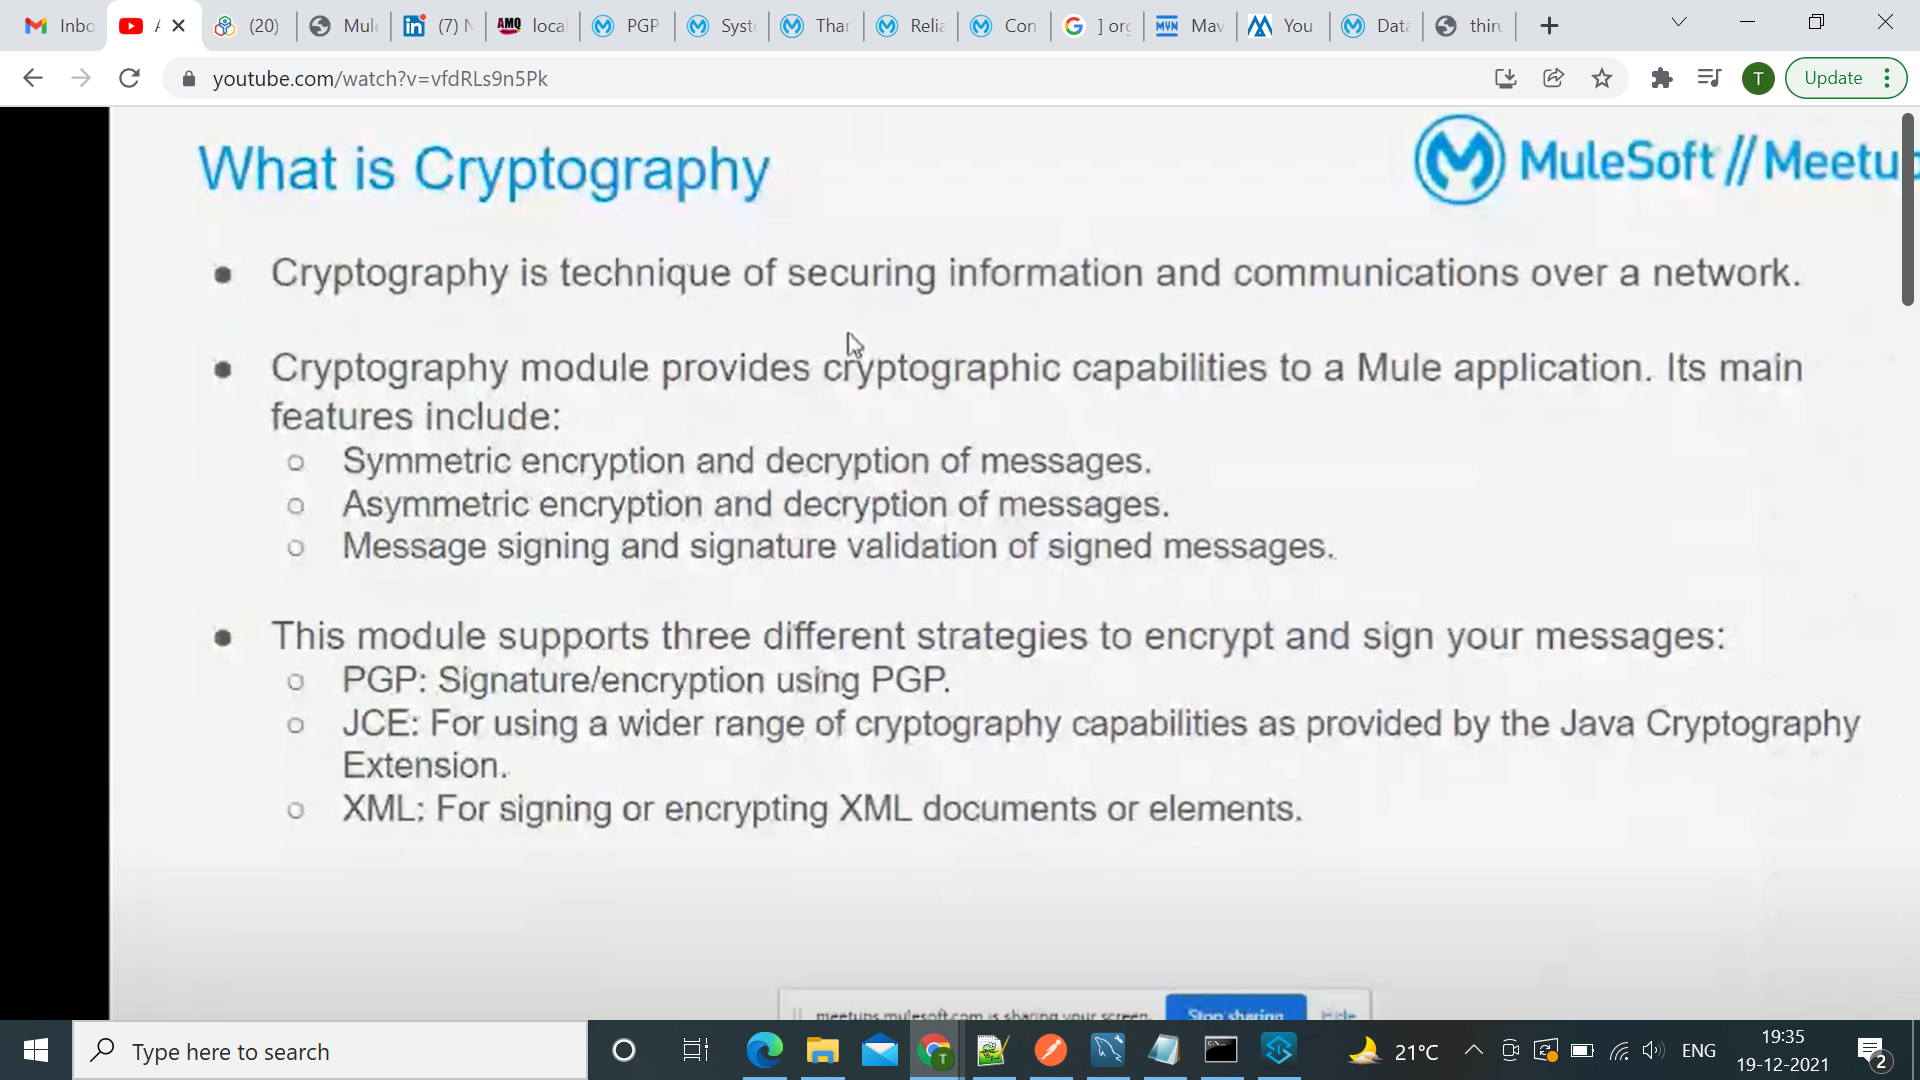 Inbo
(20)
Mule
in (7) N
AMQ loca
PGP
Syst
Thar
Relia
Con
] org
MVN Mav
You
Data
thiru
youtube.com/watch?v=vfdRLs9n5Pk
T
Update
What is Cryptography
MuleSoft // Meetup
● Cryptography is technique of securing information and communications over a network.
● Cryptography module provides cryptographic capabilities to a Mule application. Its main
features include:
○ Symmetric encryption and decryption of messages.
○ Asymmetric encryption and decryption of messages.
○ Message signing and signature validation of signed messages.
● This module supports three different strategies to encrypt and sign your messages:
○ PGP: Signature/encryption using PGP.
○ JCE: For using a wider range of cryptography capabilities as provided by the Java Cryptography
Extension.
○ XML: For signing or encrypting XML documents or elements.
meetups.mulesoft.com is sharing your screen.
Stop sharing
Hide
Type here to search
21°C
ENG
19:35
19-12-2021
2